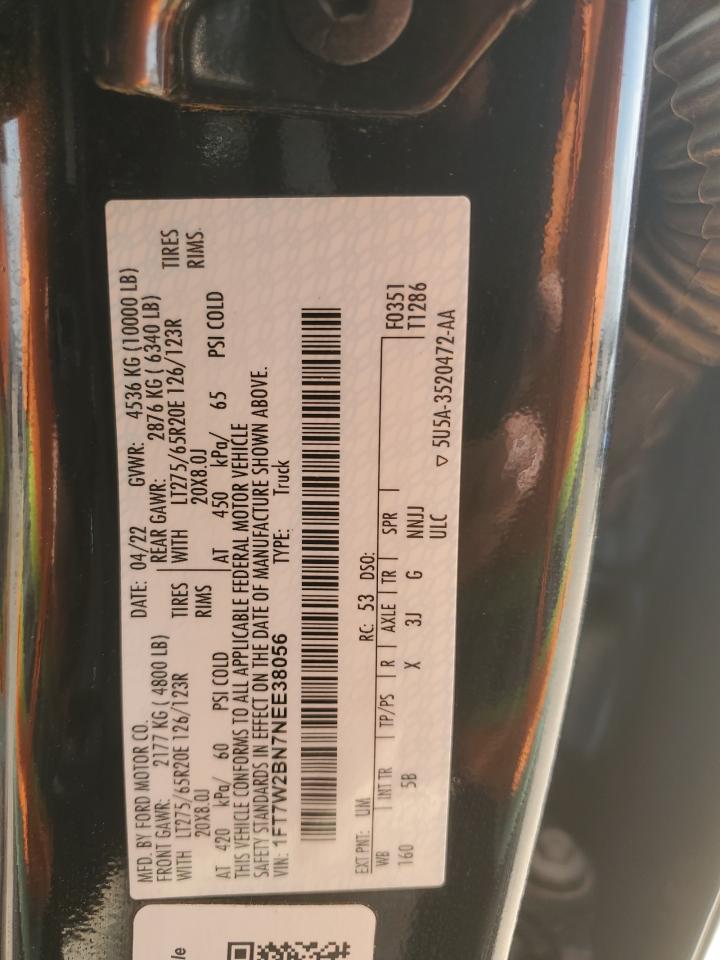 MFD. BY FORD MOTOR CO. DATE: 04/22 GVWR: 4536 KG (10000 LB)
FRONT GAWR: 2177 KG ( 4800 LB) REAR GAWR: 2876 KG ( 6340 LB)
WITH LT275/65R20E 126/123R TIRES WITH LT275/65R20E 126/123R TIRES
20X8.0J RIMS 20X8.0J RIMS
AT 420 kPa/ 60 PSI COLD AT 450 kPa/ 65 PSI COLD
THIS VEHICLE CONFORMS TO ALL APPLICABLE FEDERAL MOTOR VEHICLE
SAFETY STANDARDS IN EFFECT ON THE DATE OF MANUFACTURE SHOWN ABOVE.
VIN: 1FT7W2BN7NEE38056 TYPE: Truck
EXT PNT: UM RC: 53 DSO:
WB INT TR TP/PS R AXLE TR SPR F0351
160 5B X 3J G NNJJ T1286
ULC
▽ 5U5A-3520472-AA